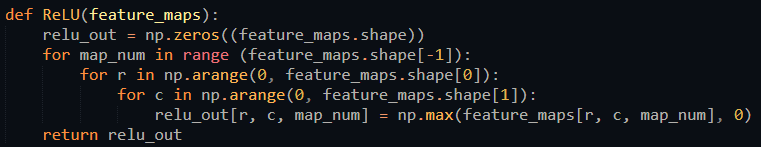 def ReLU(feature_maps):
    relu_out = np.zeros((feature_maps.shape))
    for map_num in range (feature_maps.shape[-1]):
        for r in np.arange(0, feature_maps.shape[0]):
            for c in np.arange(0, feature_maps.shape[1]):
                relu_out[r, c, map_num] = np.max(feature_maps[r, c, map_num], 0)
    return relu_out